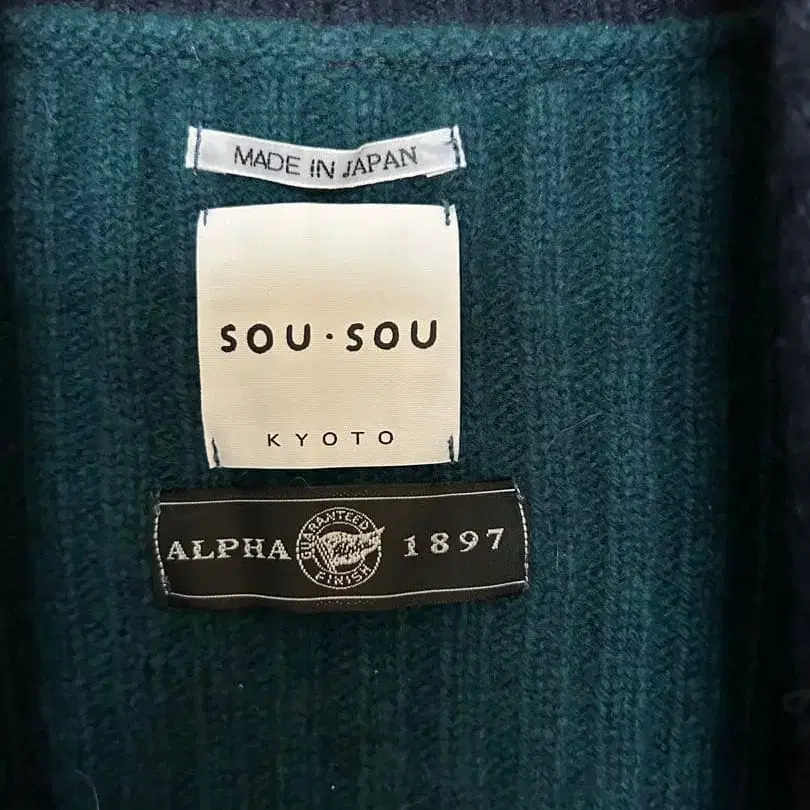 MADE IN JAPAN
SOU・SOU
KYOTO
ALPHA GUARANTEED FINISH 1897